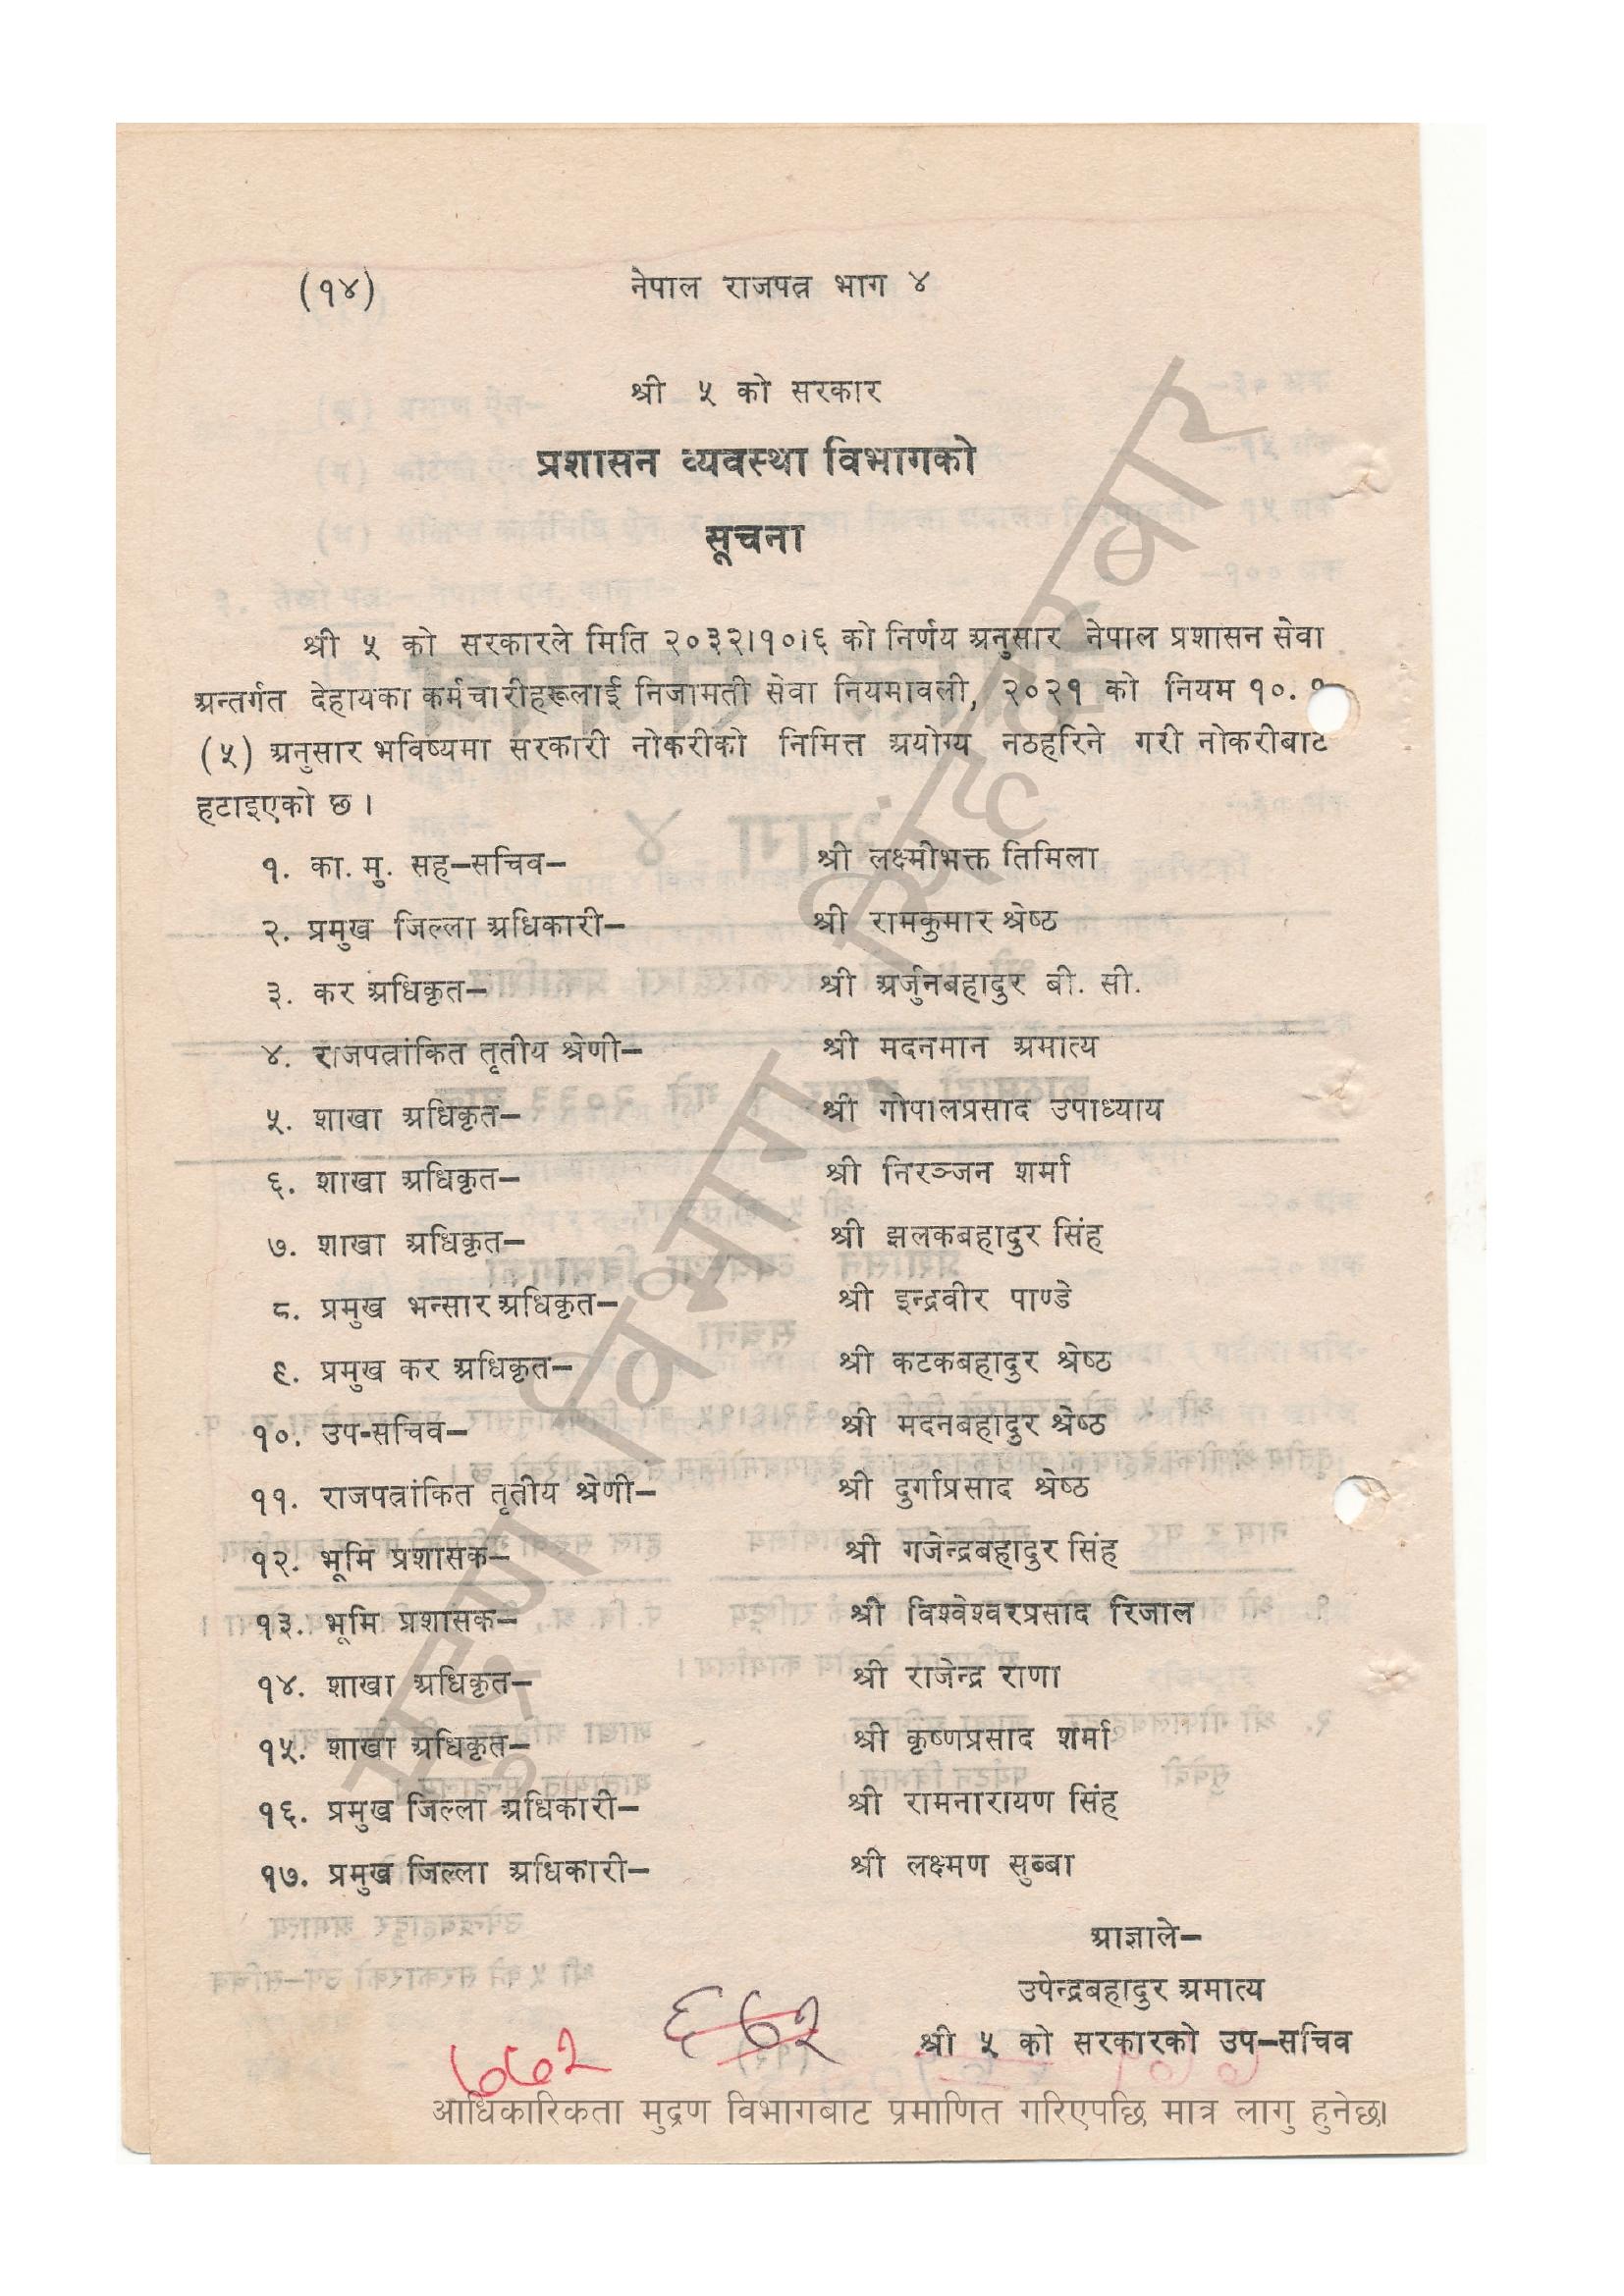 (१४) नेपाल राजपत्र भाग ४
श्री ५ को सरकार
प्रशासन व्यवस्था विभागको
सूचना
श्री ५ को सरकारले मिति २०३२।१०।६ को निर्णय अनुसार नेपाल प्रशासन सेवा
अन्तर्गत देहायका कर्मचारीहरूलाई निजामती सेवा नियमावली, २०२१ को नियम १०.
(५) अनुसार भविष्यमा सरकारी नोकरीको निमित्त अयोग्य नठहरिने गरी नोकरीबाट
हटाइएको छ ।
१. का. मु. सह–सचिव– श्री लक्ष्मीभक्त तिमिला
२. प्रमुख जिल्ला अधिकारी– श्री रामकुमार श्रेष्ठ
३. कर अधिकृत– श्री अर्जुनबहादुर बी. सी.
४. राजपत्रांकित तृतीय श्रेणी– श्री मदनमान अमात्य
५. शाखा अधिकृत– श्री गोपालप्रसाद उपाध्याय
६. शाखा अधिकृत– श्री निरञ्जन शर्मा
७. शाखा अधिकृत– श्री झलकबहादुर सिंह
८. प्रमुख भन्सार अधिकृत– श्री इन्द्रवीर पाण्डे
९. प्रमुख कर अधिकृत– श्री कटकबहादुर श्रेष्ठ
१०. उप-सचिव– श्री मदनबहादुर श्रेष्ठ
११. राजपत्रांकित तृतीय श्रेणी– श्री दुर्गाप्रसाद श्रेष्ठ
१२. भूमि प्रशासक– श्री गजेन्द्रबहादुर सिंह
१३. भूमि प्रशासक– श्री विश्वेश्वरप्रसाद रिजाल
१४. शाखा अधिकृत– श्री राजेन्द्र राणा
१५. शाखा अधिकृत– श्री कृष्णप्रसाद शर्मा
१६. प्रमुख जिल्ला अधिकारी– श्री रामनारायण सिंह
१७. प्रमुख जिल्ला अधिकारी– श्री लक्ष्मण सुब्बा
आज्ञाले–
उपेन्द्रबहादुर अमात्य
श्री ५ को सरकारको उप–सचिव
६७२
७७२
आधिकारिकता मुद्रण विभागबाट प्रमाणित गरिएपछि मात्र लागु हुनेछ।
मुद्रण विभाग, सिंहदरवार